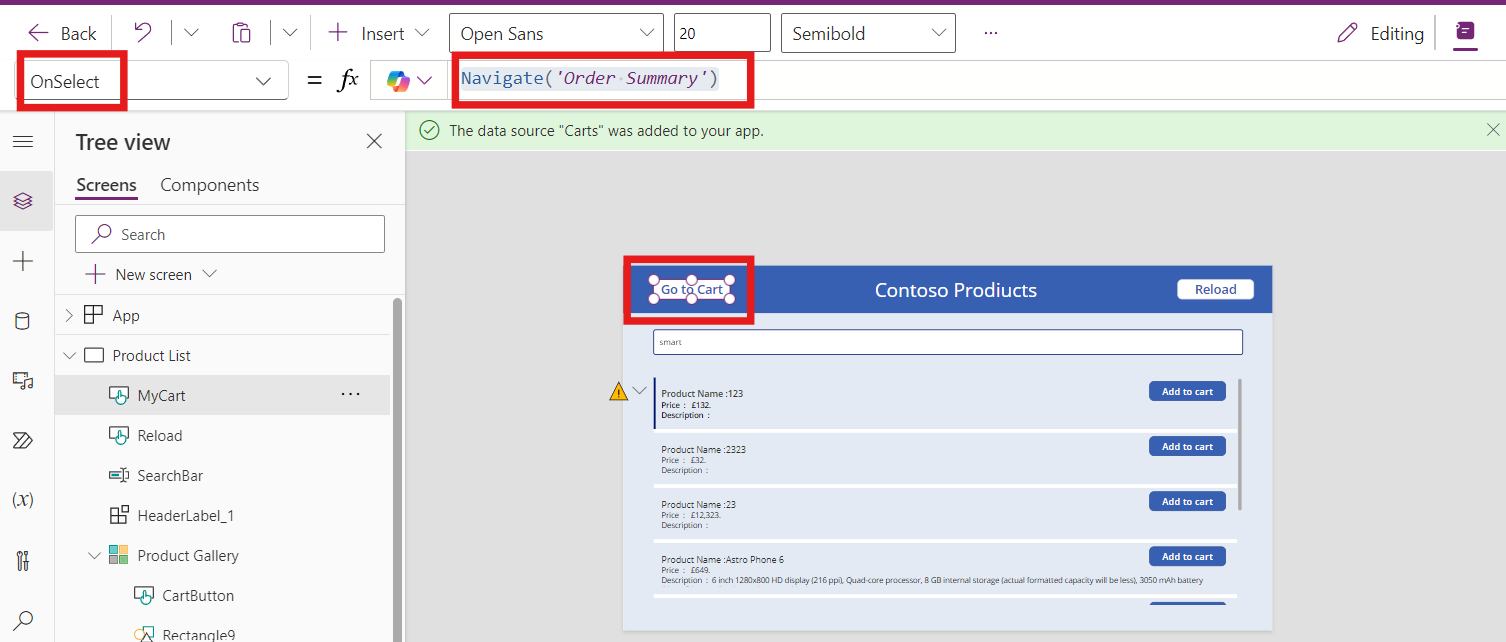 Back
Insert
Open Sans
20
Semibold
...
Editing
OnSelect
= fx
Navigate('Order Summary')
Tree view
The data source "Carts" was added to your app.
Screens Components
Search
New screen
App
Product List
MyCart ...
Reload
SearchBar
HeaderLabel_1
Product Gallery
CartButton
Rectangle9
(x)
Go to Cart
Contoso Prodiucts
Reload
smart
Product Name :123
Price : £132.
Description :
Add to cart
Product Name :2323
Price : £32.
Description :
Add to cart
Product Name :23
Price : £12,323.
Description :
Add to cart
Product Name :Astro Phone 6
Price : £649.
Description : 6 inch 1280x800 HD display (216 ppi), Quad-core processor, 8 GB internal storage (actual formatted capacity will be less), 3050 mAh battery
Add to cart